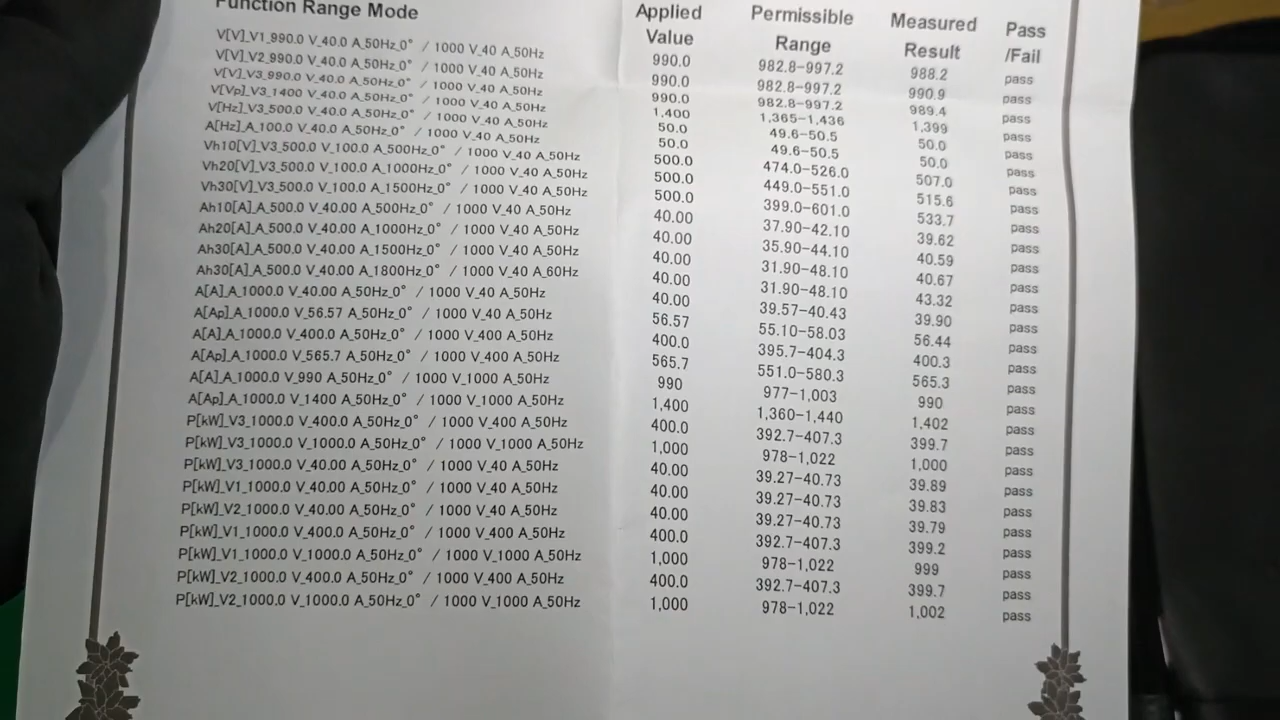 Function Range Mode Applied Value Permissible Range Measured Result Pass /Fail
V[V]_V1_990.0 V_40.0 A_50Hz_0° / 1000 V_40 A_50Hz 990.0 982.8-997.2 988.2 pass
V[V]_V2_990.0 V_40.0 A_50Hz_0° / 1000 V_40 A_50Hz 990.0 982.8-997.2 990.9 pass
V[V]_V3_990.0 V_40.0 A_50Hz_0° / 1000 V_40 A_50Hz 990.0 982.8-997.2 989.4 pass
V[Vp]_V3_1400 V_40.0 A_50Hz_0° / 1000 V_40 A_50Hz 1,400 1,365-1,436 1,399 pass
V[Hz]_V3_500.0 V_40.0 A_50Hz_0° / 1000 V_40 A_50Hz 50.0 49.6-50.5 50.0 pass
A[Hz]_A_100.0 V_40.0 A_50Hz_0° / 1000 V_40 A_50Hz 50.0 49.6-50.5 50.0 pass
Vh10[V]_V3_500.0 V_100.0 A_500Hz_0° / 1000 V_40 A_50Hz 500.0 474.0-526.0 507.0 pass
Vh20[V]_V3_500.0 V_100.0 A_1000Hz_0° / 1000 V_40 A_50Hz 500.0 449.0-551.0 515.6 pass
Vh30[V]_V3_500.0 V_100.0 A_1500Hz_0° / 1000 V_40 A_50Hz 500.0 399.0-601.0 533.7 pass
Ah10[A]_A_500.0 V_40.00 A_500Hz_0° / 1000 V_40 A_50Hz 40.00 37.90-42.10 39.62 pass
Ah20[A]_A_500.0 V_40.00 A_1000Hz_0° / 1000 V_40 A_50Hz 40.00 35.90-44.10 40.59 pass
Ah30[A]_A_500.0 V_40.00 A_1500Hz_0° / 1000 V_40 A_50Hz 40.00 31.90-48.10 40.67 pass
Ah30[A]_A_500.0 V_40.00 A_1800Hz_0° / 1000 V_40 A_60Hz 40.00 31.90-48.10 43.32 pass
A[A]_A_1000.0 V_40.00 A_50Hz_0° / 1000 V_40 A_50Hz 40.00 39.57-40.43 39.90 pass
A[Ap]_A_1000.0 V_56.57 A_50Hz_0° / 1000 V_40 A_50Hz 56.57 55.10-58.03 56.44 pass
A[A]_A_1000.0 V_400.0 A_50Hz_0° / 1000 V_400 A_50Hz 400.0 395.7-404.3 400.3 pass
A[Ap]_A_1000.0 V_565.7 A_50Hz_0° / 1000 V_400 A_50Hz 565.7 551.0-580.3 565.3 pass
A[A]_A_1000.0 V_990 A_50Hz_0° / 1000 V_1000 A_50Hz 990 977-1,003 990 pass
A[Ap]_A_1000.0 V_1400 A_50Hz_0° / 1000 V_1000 A_50Hz 1,400 1,360-1,440 1,402 pass
P[kW]_V3_1000.0 V_400.0 A_50Hz_0° / 1000 V_400 A_50Hz 400.0 392.7-407.3 399.7 pass
P[kW]_V3_1000.0 V_1000.0 A_50Hz_0° / 1000 V_1000 A_50Hz 1,000 978-1,022 1,000 pass
P[kW]_V3_1000.0 V_40.00 A_50Hz_0° / 1000 V_40 A_50Hz 40.00 39.27-40.73 39.89 pass
P[kW]_V1_1000.0 V_40.00 A_50Hz_0° / 1000 V_40 A_50Hz 40.00 39.27-40.73 39.83 pass
P[kW]_V2_1000.0 V_40.00 A_50Hz_0° / 1000 V_40 A_50Hz 40.00 39.27-40.73 39.79 pass
P[kW]_V1_1000.0 V_400.0 A_50Hz_0° / 1000 V_400 A_50Hz 400.0 392.7-407.3 399.2 pass
P[kW]_V1_1000.0 V_1000.0 A_50Hz_0° / 1000 V_1000 A_50Hz 1,000 978-1,022 999 pass
P[kW]_V2_1000.0 V_400.0 A_50Hz_0° / 1000 V_400 A_50Hz 400.0 392.7-407.3 399.7 pass
P[kW]_V2_1000.0 V_1000.0 A_50Hz_0° / 1000 V_1000 A_50Hz 1,000 978-1,022 1,002 pass